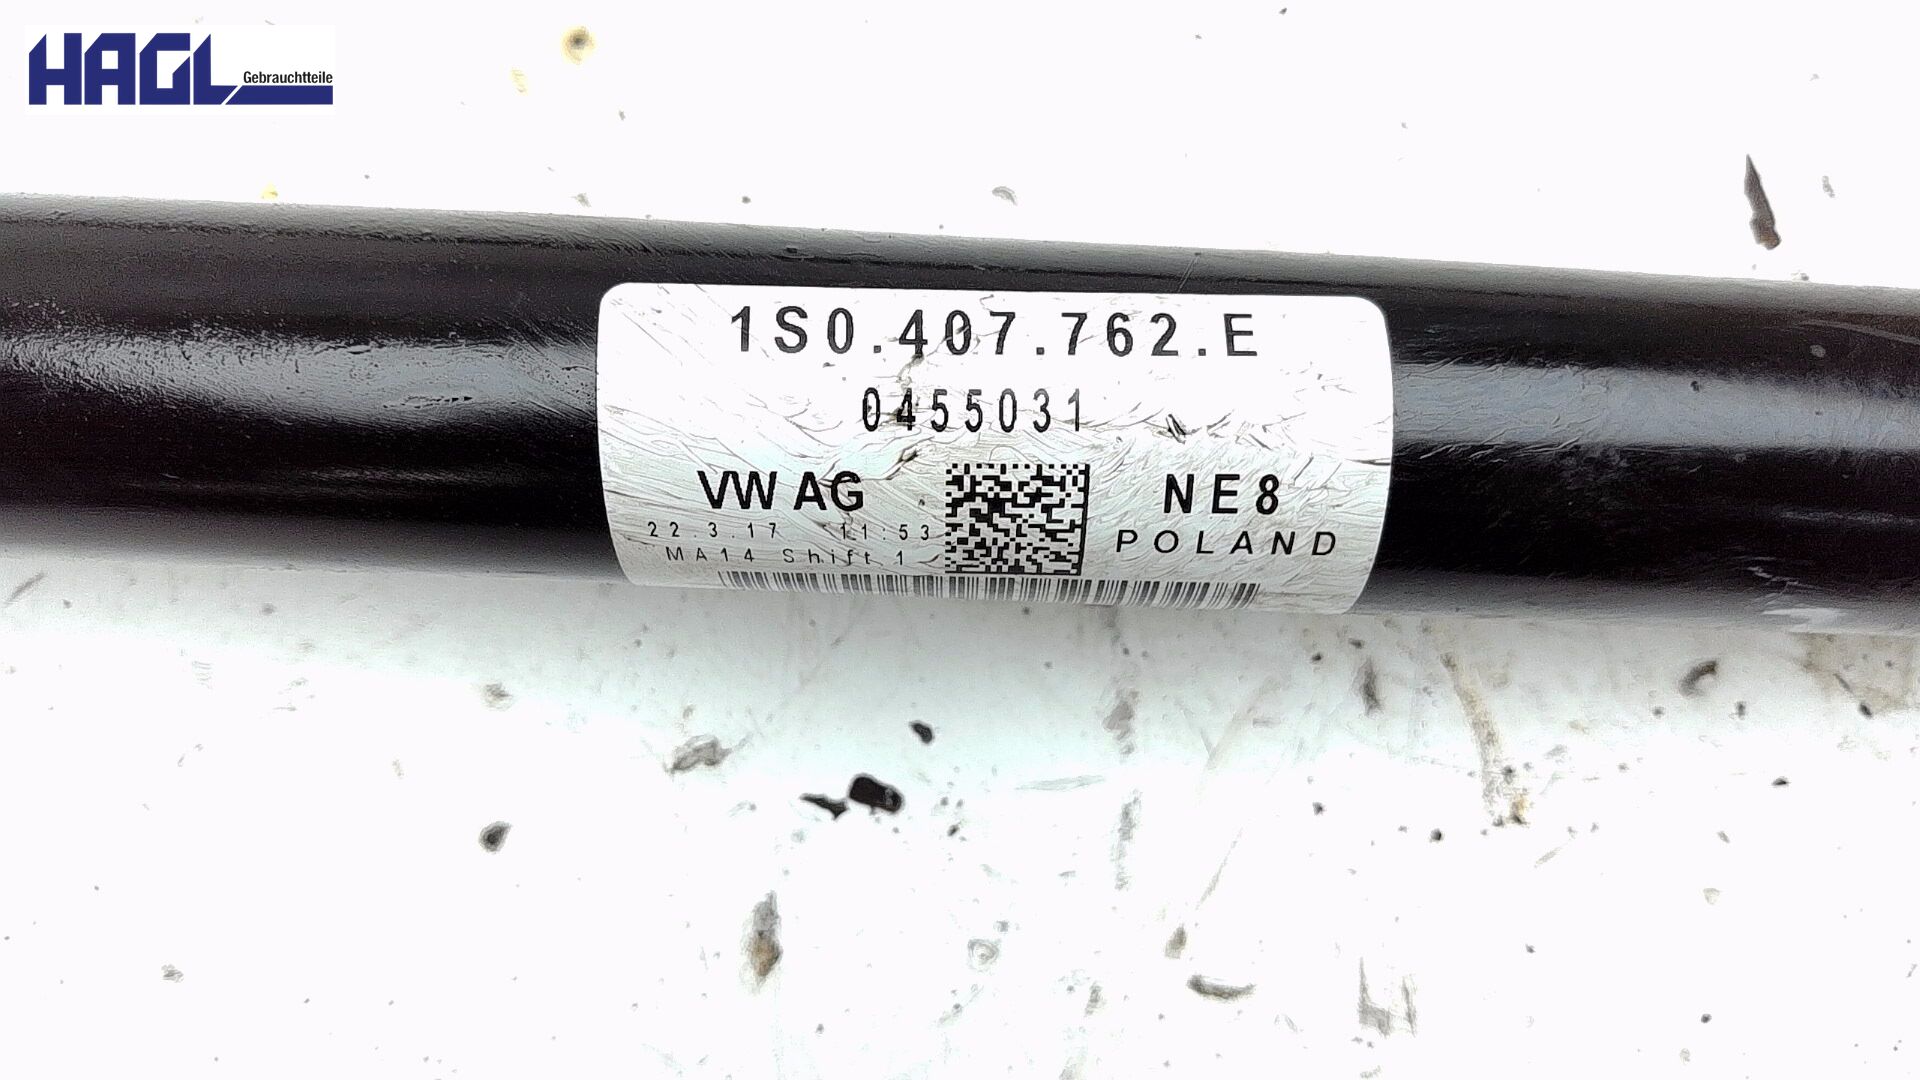 HAGL
Gebrauchtteile
1S0.407.762.E
0455031
VW AG
NE8
22.3.17 11:53
POLAND
MA14 Shift 1